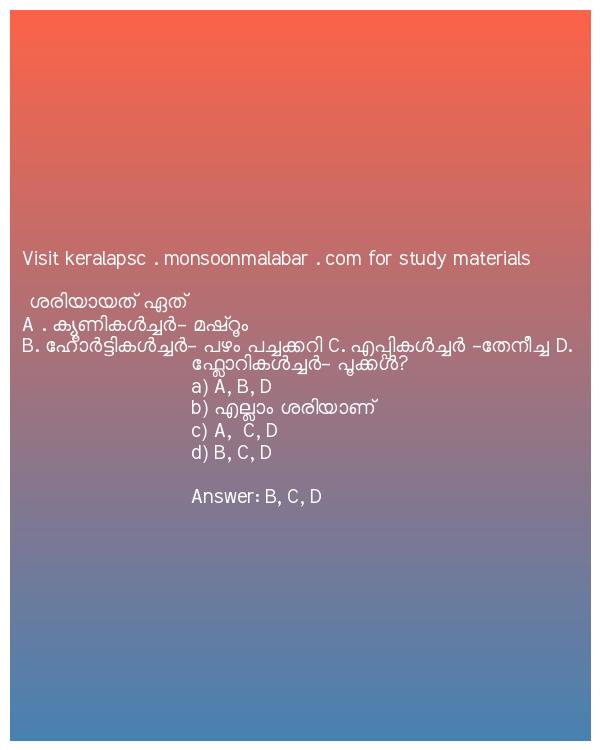 Visit keralapsc .monsoonmalabar .com for study materials
ശരിയായത് ഏത്
A . ക്യൂണികൾച്ചർ- മഷ്റൂം
B. ഹോർട്ടികൾച്ചർ- പഴം പച്ചക്കറി C. എപ്പികൾച്ചർ -തേനീച്ച D.
ഫ്ലോറികൾച്ചർ- പൂക്കൾ?
a) A, B, D
b) എല്ലാം ശരിയാണ്
c) A,  C, D
d) B, C, D
Answer: B, C, D